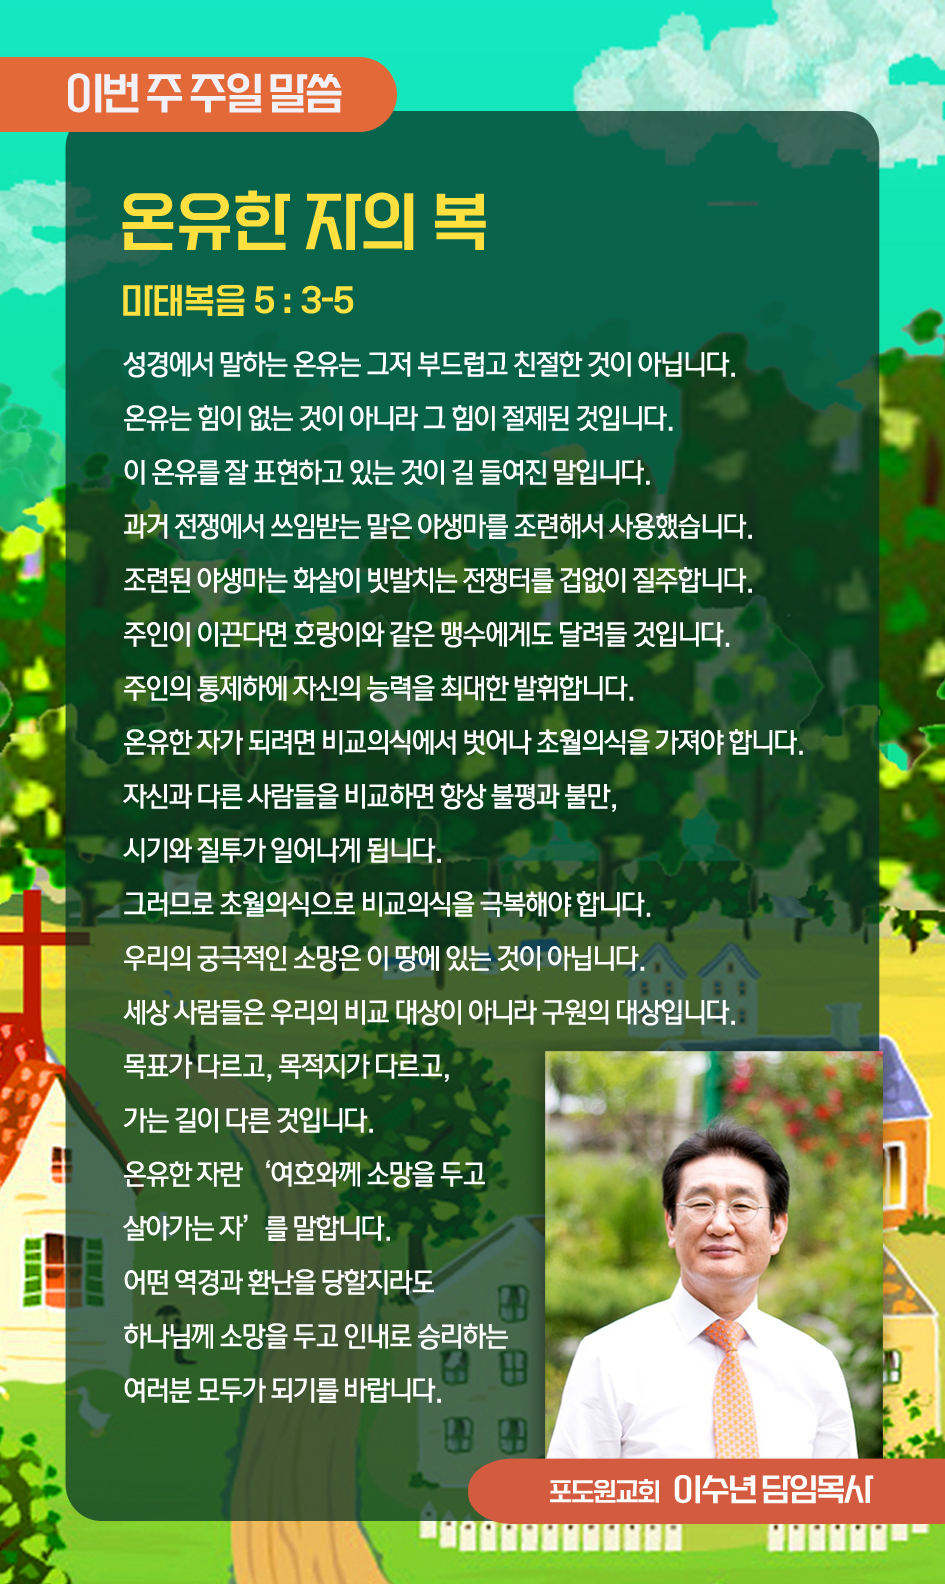 이번 주 주일 말씀
온유한 자의 복
마태복음 5 : 3-5
성경에서 말하는 온유는 그저 부드럽고 친절한 것이 아닙니다.
온유는 힘이 없는 것이 아니라 그 힘이 절제된 것입니다.
이 온유를 잘 표현하고 있는 것이 길 들여진 말입니다.
과거 전쟁에서 쓰임받는 말은 야생마를 조련해서 사용했습니다.
조련된 야생마는 화살이 빗발치는 전쟁터를 겁없이 질주합니다.
주인이 이끈다면 호랑이와 같은 맹수에게도 달려들 것입니다.
주인의 통제하에 자신의 능력을 최대한 발휘합니다.
온유한 자가 되려면 비교의식에서 벗어나 초월의식을 가져야 합니다.
자신과 다른 사람들을 비교하면 항상 불평과 불만,
시기와 질투가 일어나게 됩니다.
그러므로 초월의식으로 비교의식을 극복해야 합니다.
우리의 궁극적인 소망은 이 땅에 있는 것이 아닙니다.
세상 사람들은 우리의 비교 대상이 아니라 구원의 대상입니다.
목표가 다르고, 목적지가 다르고,
가는 길이 다른 것입니다.
온유한 자란 ‘여호와께 소망을 두고
살아가는 자’ 를 말합니다.
어떤 역경과 환난을 당할지라도
하나님께 소망을 두고 인내로 승리하는
여러분 모두가 되기를 바랍니다.
포도원교회 이수년 담임목사